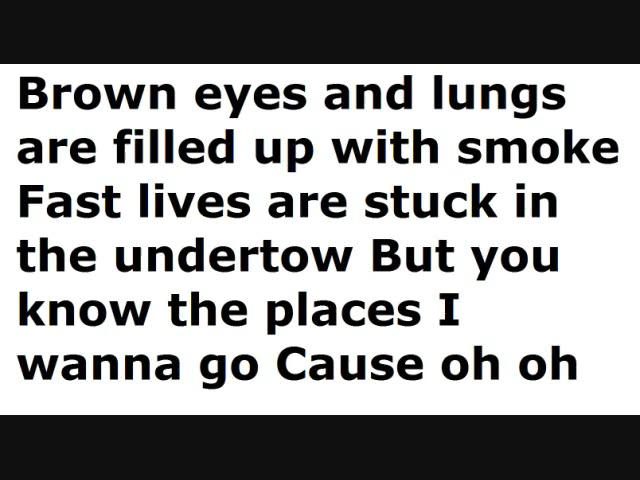 Brown eyes and lungs
are filled up with smoke
Fast lives are stuck in
the undertow But you
know the places I
wanna go Cause oh oh